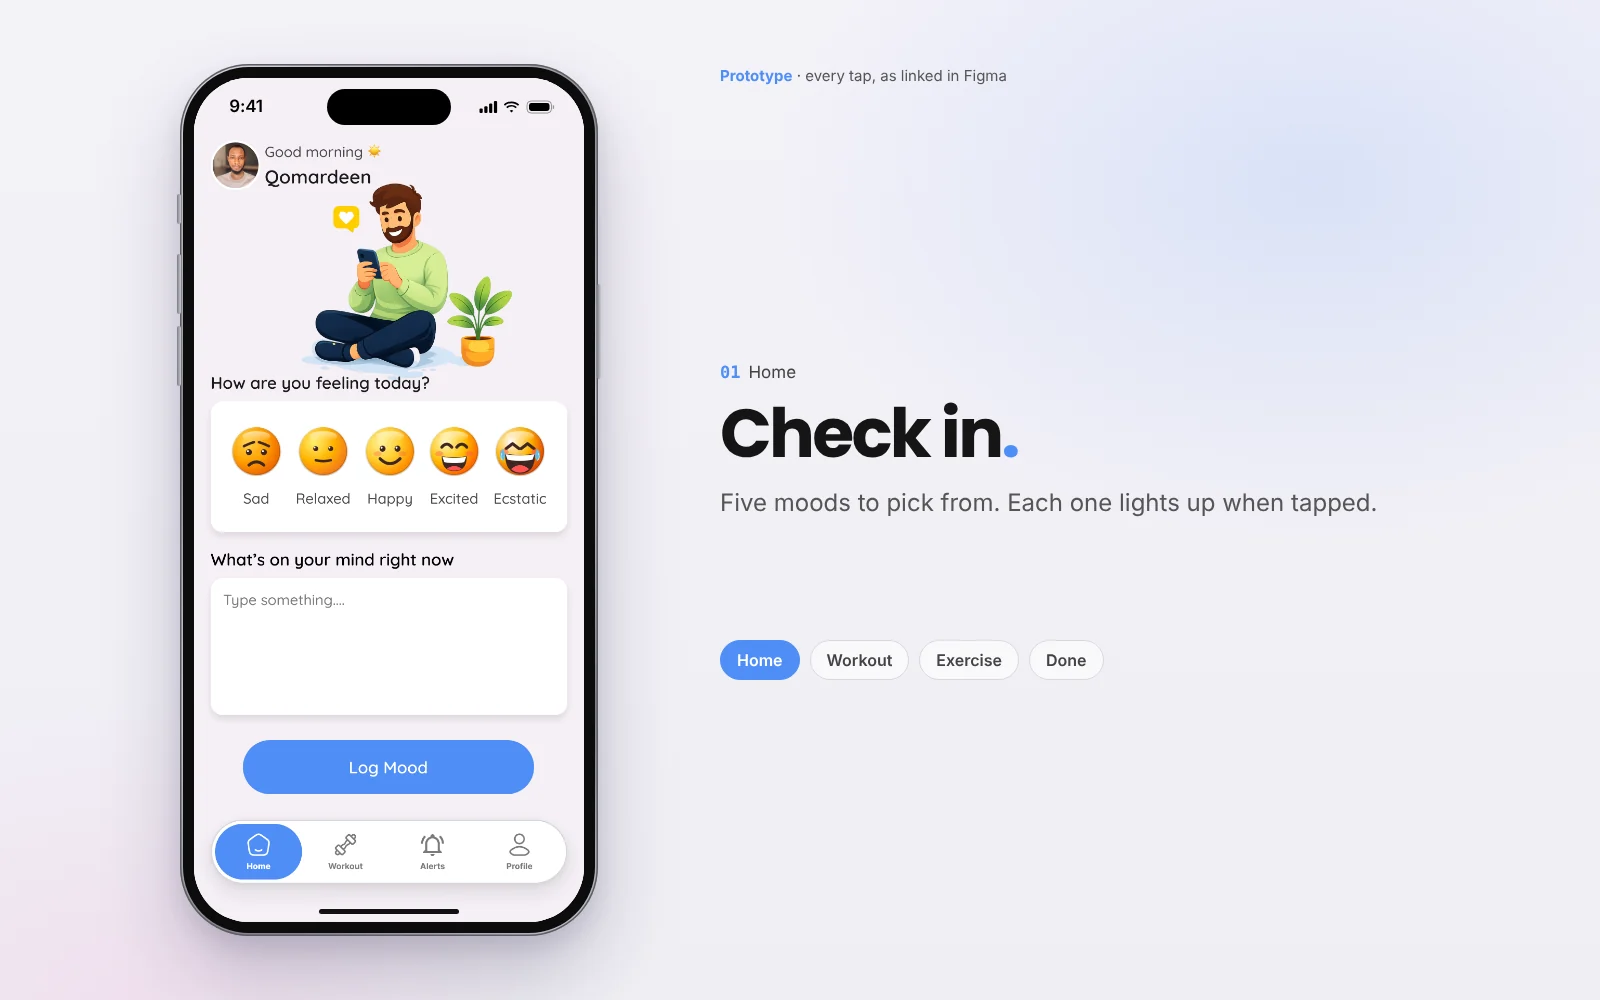 9:41
Good morning ☀️
Qomardeen
How are you feeling today?
Sad Relaxed Happy Excited Ecstatic
What's on your mind right now
Type something....
Log Mood
Home Workout Alerts Profile
Prototype · every tap, as linked in Figma
01 Home
Check in.
Five moods to pick from. Each one lights up when tapped.
Home Workout Exercise Done